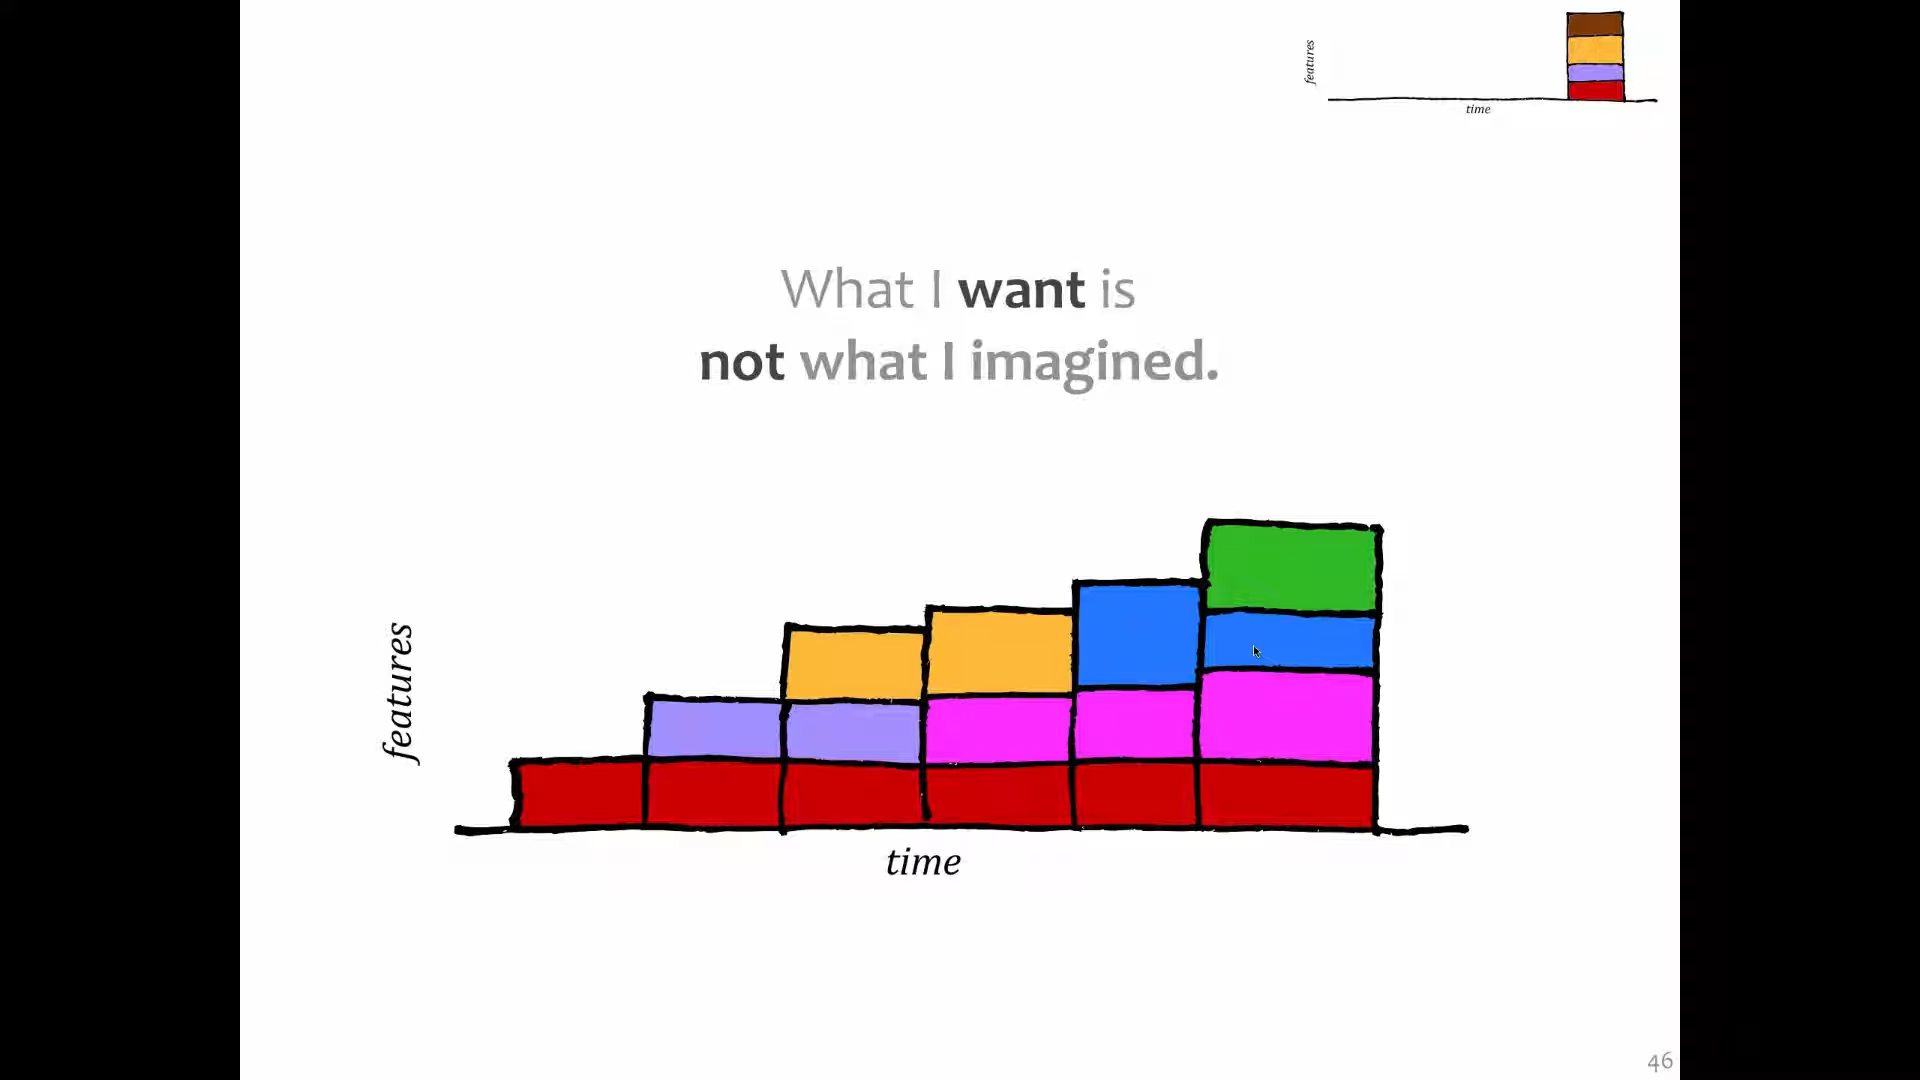 features
time
What I want is
not what I imagined.
features
time
46